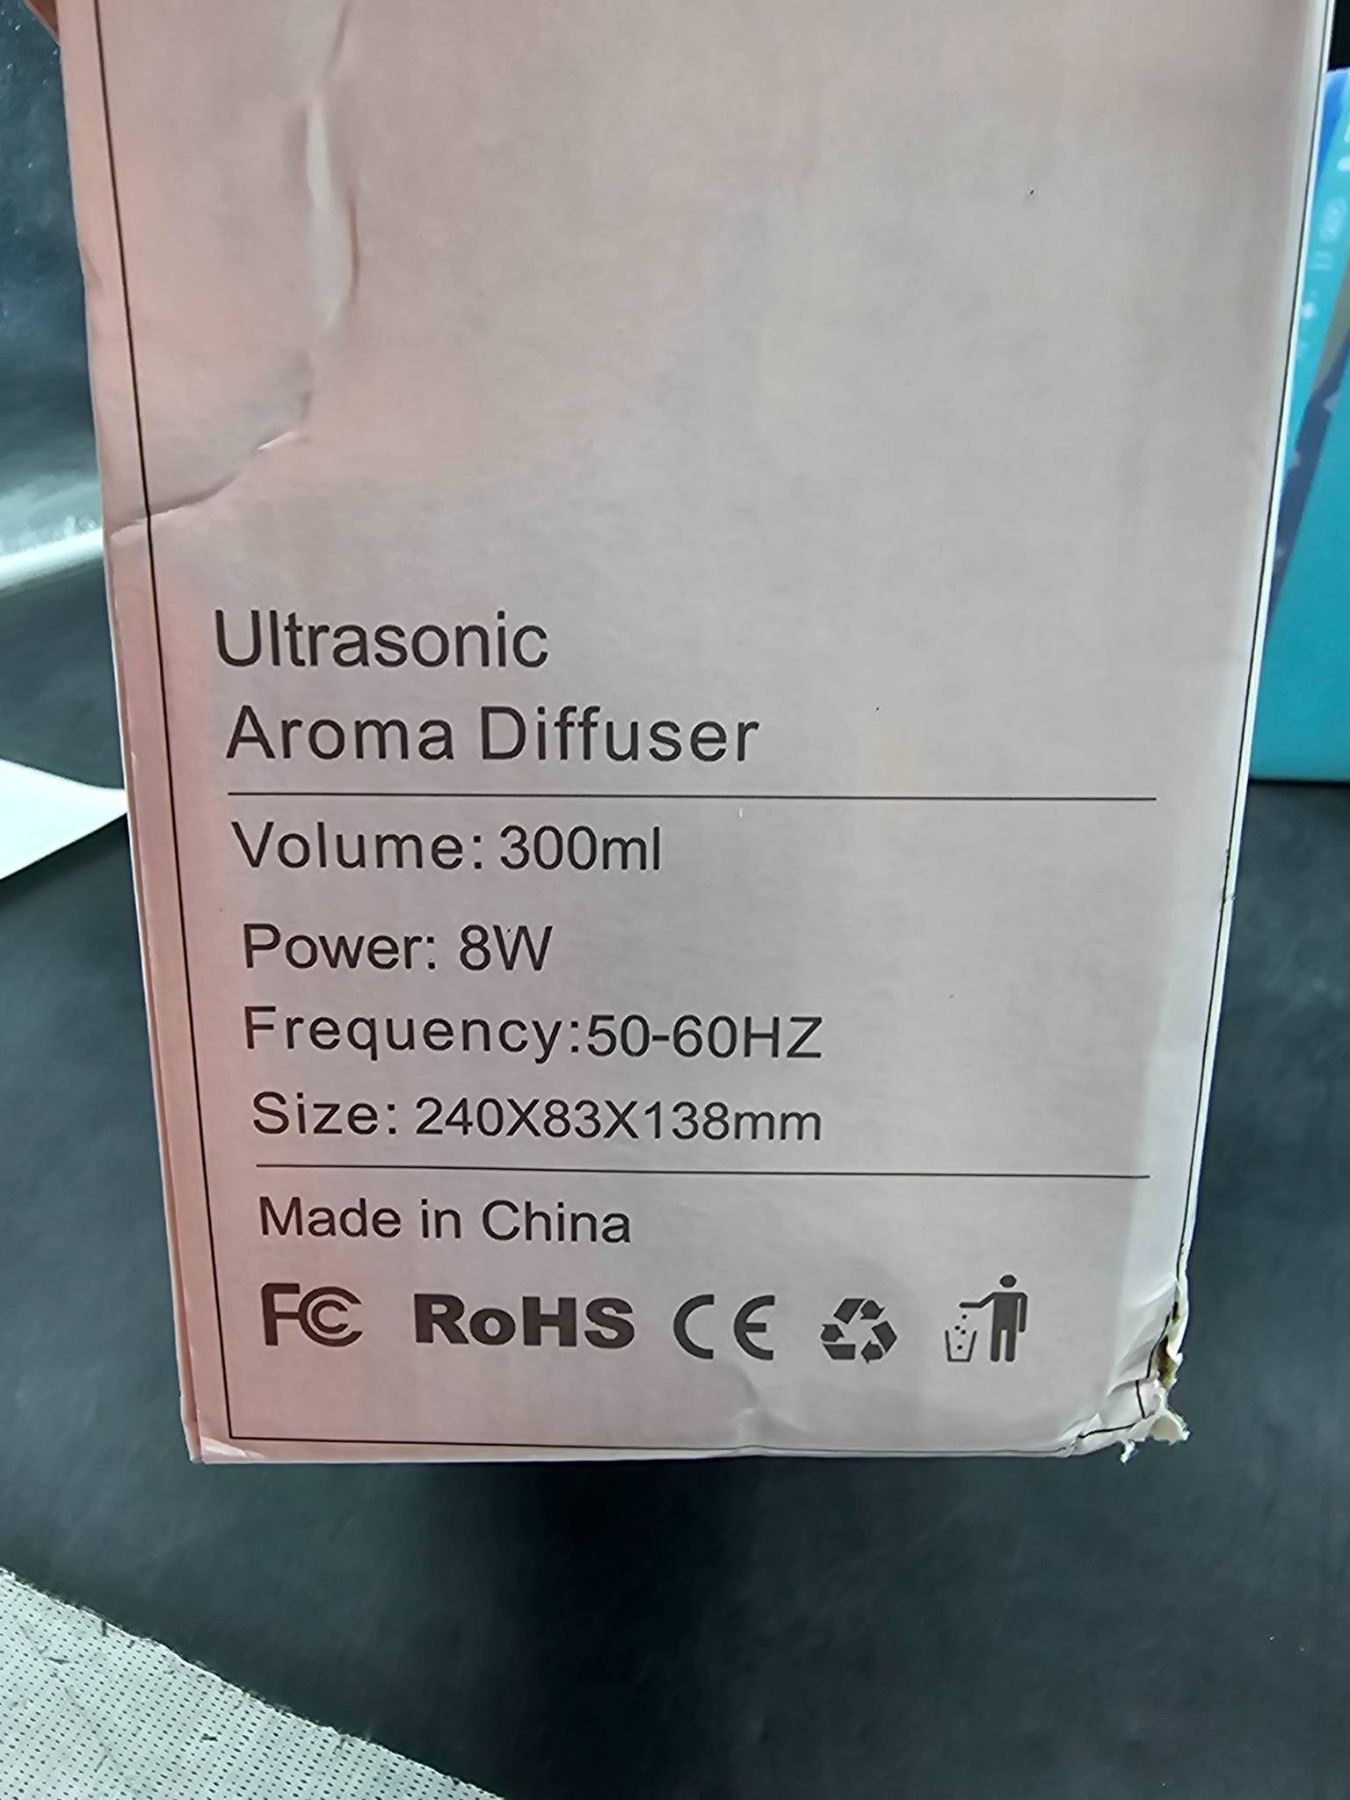 Ultrasonic
Aroma Diffuser
Volume: 300ml
Power: 8W
Frequency:50-60HZ
Size: 240X83X138mm
Made in China
FC RoHS CE